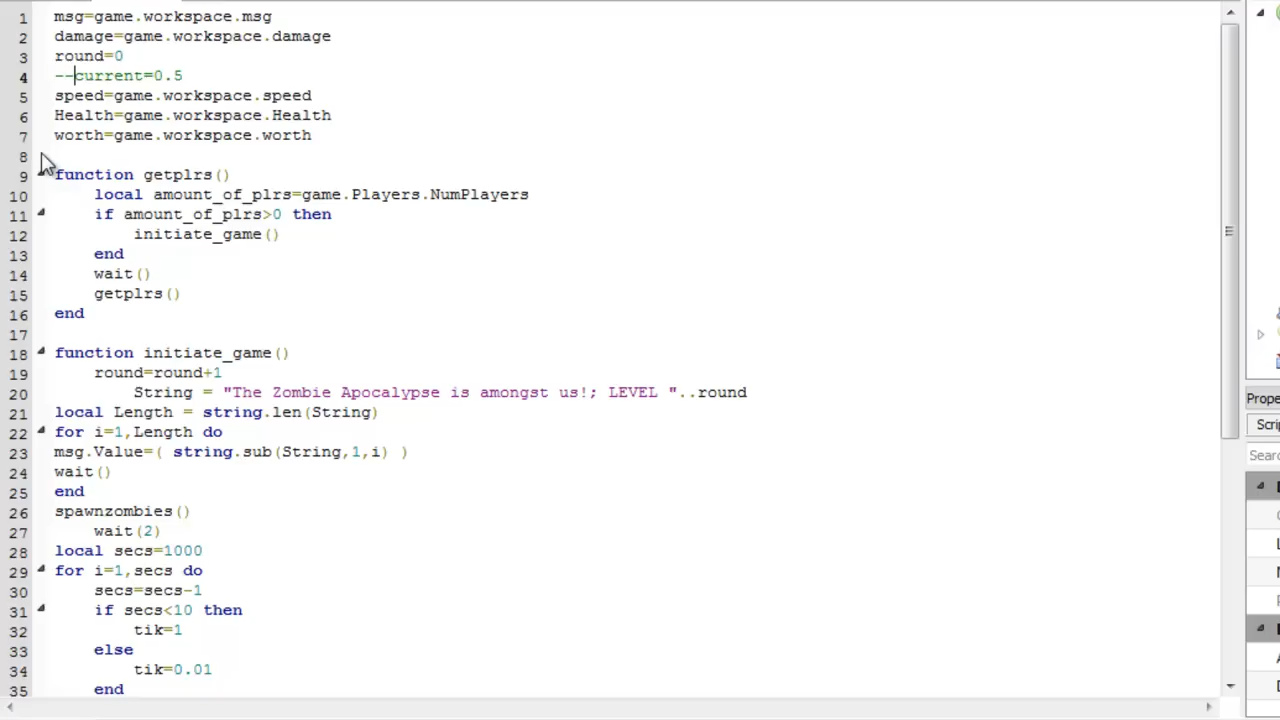 1 msg=game.workspace.msg
2 damage=game.workspace.damage
3 round=0
4 --current=0.5
5 speed=game.workspace.speed
6 Health=game.workspace.Health
7 worth=game.workspace.worth
8
9 function getplrs()
10 local amount_of_plrs=game.Players.NumPlayers
11 if amount_of_plrs>0 then
12 initiate_game()
13 end
14 wait()
15 getplrs()
16 end
17
18 function initiate_game()
19 round=round+1
20 String = "The Zombie Apocalypse is amongst us!; LEVEL "..round
21 local Length = string.len(String)
22 for i=1,Length do
23 msg.Value=( string.sub(String,1,i) )
24 wait()
25 end
26 spawnzombies()
27 wait(2)
28 local secs=1000
29 for i=1,secs do
30 secs=secs-1
31 if secs<10 then
32 tik=1
33 else
34 tik=0.01
35 end
Prope
Scri
Searc